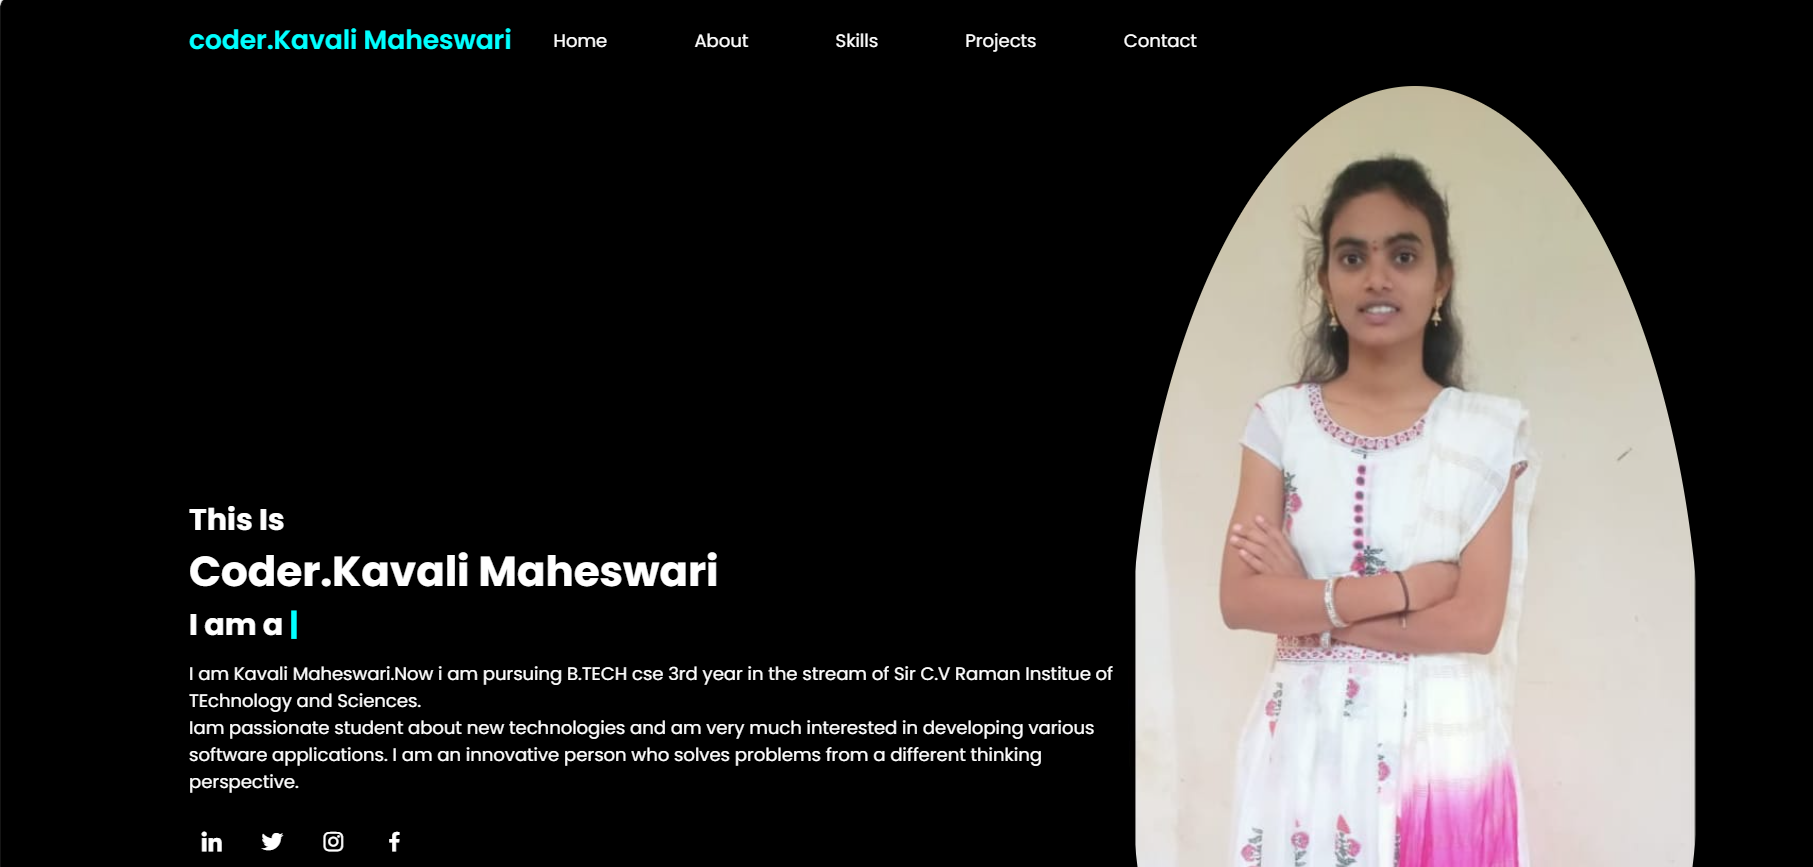 coder.Kavali Maheswari Home About Skills Projects Contact
This Is
Coder.Kavali Maheswari
I am a
I am Kavali Maheswari.Now i am pursuing B.TECH cse 3rd year in the stream of Sir C.V Raman Institue of
TEchnology and Sciences.
Iam passionate student about new technologies and am very much interested in developing various
software applications. I am an innovative person who solves problems from a different thinking
perspective.